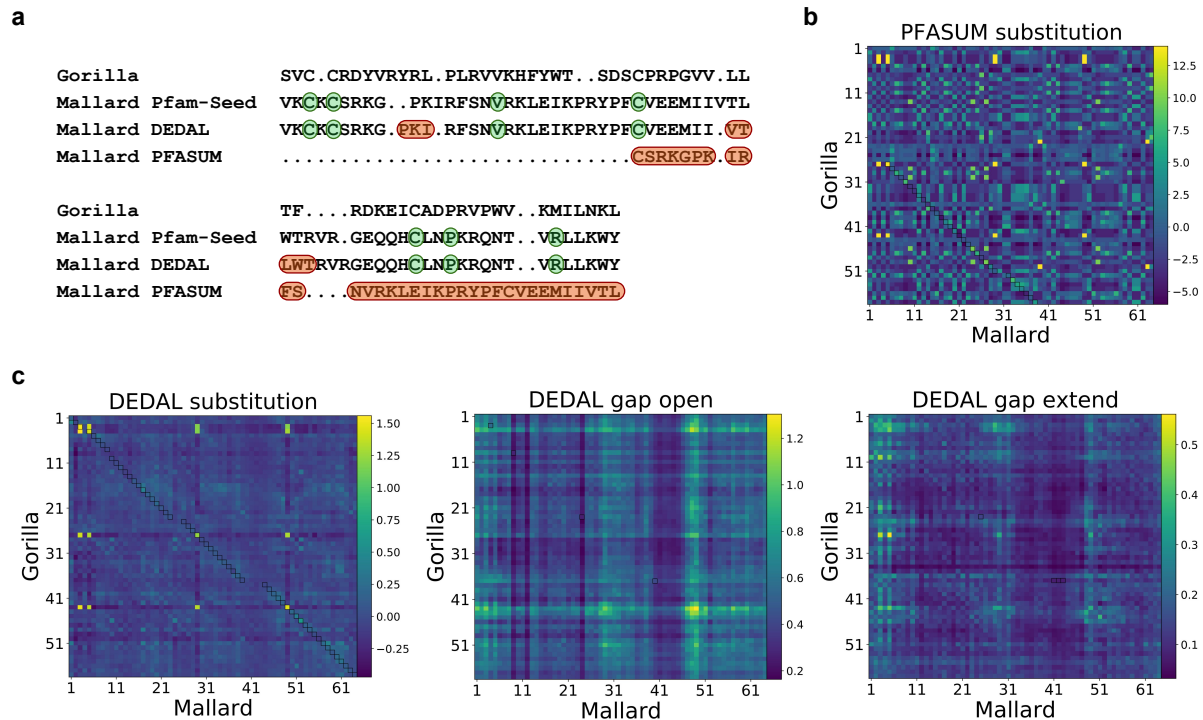 a
Gorilla SVC.CRDYVRYRL.PLRVVKHFYWT..SDSCPRPGVV.LL
Mallard Pfam-Seed VKCKCSRKG..PKIRFSNVRKLEIKPRYPFCVEEMIIVTL
Mallard DEDAL VKCKCSRKG.PKI.RFSNVRKLEIKPRYPFCVEEMII.VT
Mallard PFASUM ..............................CSRKGPK.IR
Gorilla TF....RDKEICADPRVPWV..KMILNKL
Mallard Pfam-Seed WTRVR.GEQQHCLNPKRQNT..VRLLKWY
Mallard DEDAL LWTRVRGEQQHCLNPKRQNT..VRLLKWY
Mallard PFASUM FS....NVRKLEIKPRYPFCVEEMIIVTL
b
PFASUM substitution
Gorilla
1
11
21
31
41
51
1 11 21 31 41 51 61
Mallard
12.5
10.0
7.5
5.0
2.5
0.0
−2.5
−5.0
c
DEDAL substitution
Gorilla
1
11
21
31
41
51
1 11 21 31 41 51 61
Mallard
1.50
1.25
1.00
0.75
0.50
0.25
0.00
−0.25
DEDAL gap open
Gorilla
1
11
21
31
41
51
1 11 21 31 41 51 61
Mallard
1.2
1.0
0.8
0.6
0.4
0.2
DEDAL gap extend
Gorilla
1
11
21
31
41
51
1 11 21 31 41 51 61
Mallard
0.5
0.4
0.3
0.2
0.1